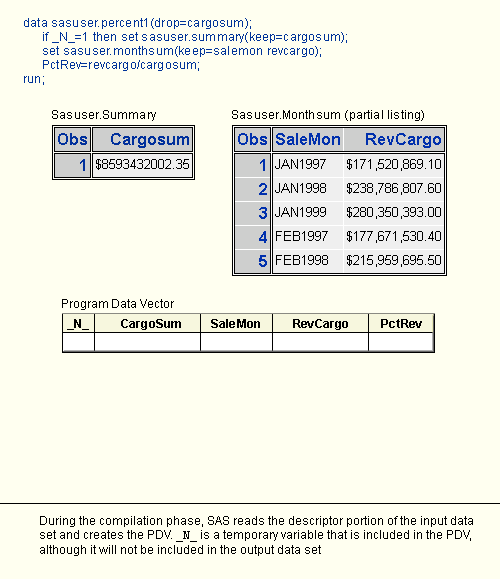 data sasuser.percent1(drop=cargosum);
if _N_=1 then set sasuser.summary(keep=cargosum);
set sasuser.monthsum(keep=salemon revcargo);
PctRev=revcargo/cargosum;
run;
Sasuser.Summary
Obs Cargosum
1 $8593432002.35
Sasuser.Monthsum (partial listing)
Obs SaleMon RevCargo
1 JAN1997 $171,520,869.10
2 JAN1998 $238,786,807.60
3 JAN1999 $280,350,393.00
4 FEB1997 $177,671,530.40
5 FEB1998 $215,959,695.50
Program Data Vector
_N_ CargoSum SaleMon RevCargo PctRev
During the compilation phase, SAS reads the descriptor portion of the input data
set and creates the PDV. _N_ is a temporary variable that is included in the PDV,
although it will not be included in the output data set